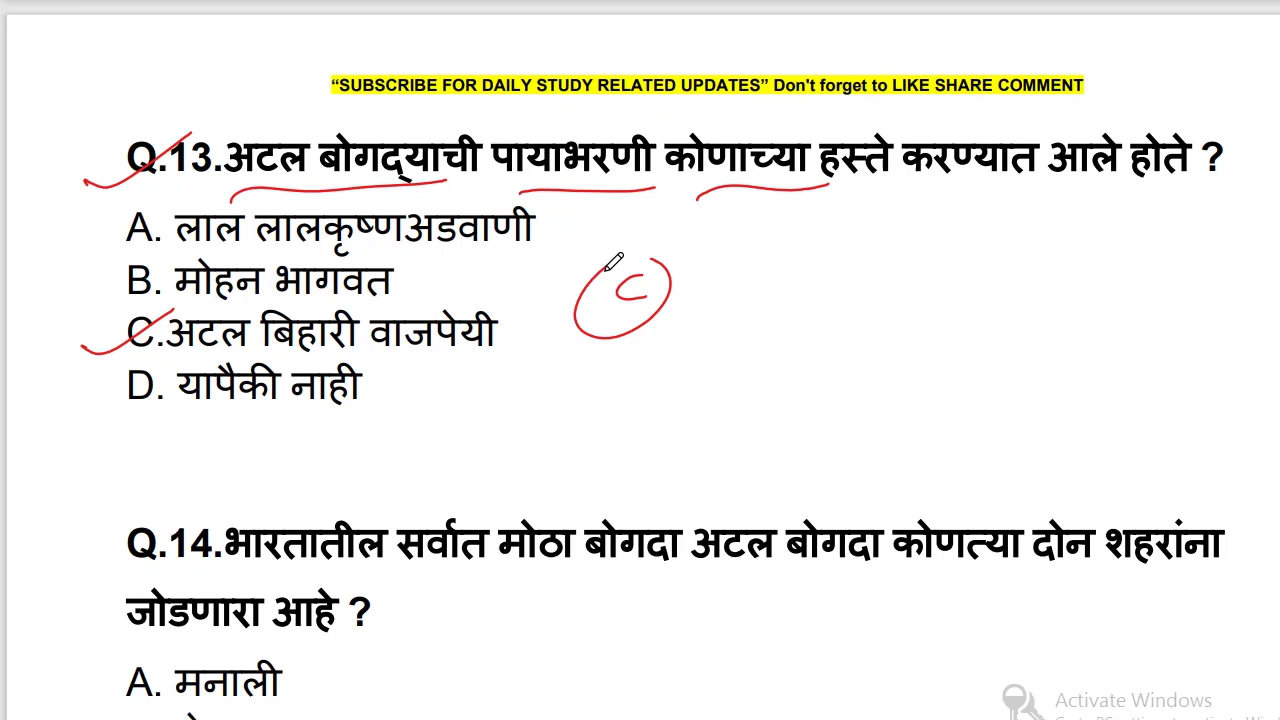 “SUBSCRIBE FOR DAILY STUDY RELATED UPDATES” Don't forget to LIKE SHARE COMMENT
Q.13.अटल बोगद्याची पायाभरणी कोणाच्या हस्ते करण्यात आले होते ?
A. लाल लालकृष्णअडवाणी
B. मोहन भागवत
C
C.अटल बिहारी वाजपेयी
D. यापैकी नाही
Q.14.भारतातील सर्वात मोठा बोगदा अटल बोगदा कोणत्या दोन शहरांना
जोडणारा आहे ?
A. मनाली
Activate Windows